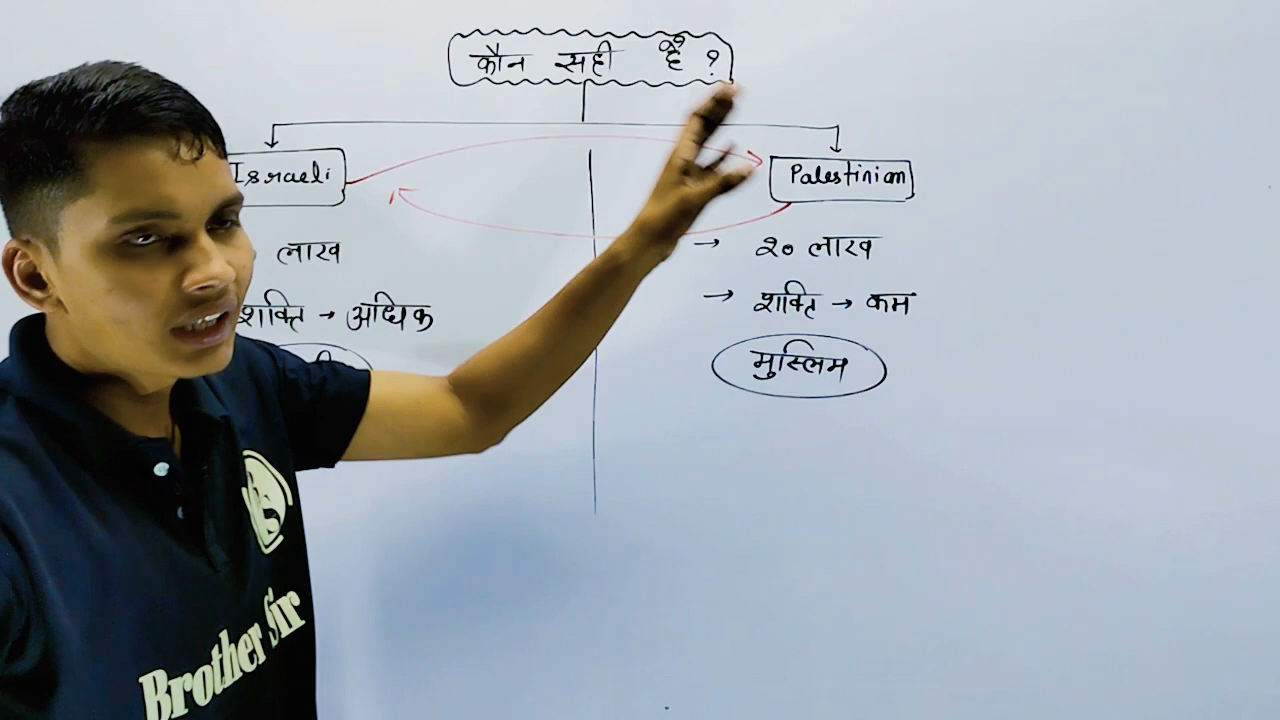 कौन सही है ?
Israeli
Palestinian
लाख
→ २० लाख
शक्ति → अधिक
→ शक्ति → कम
मुस्लिम
Brother Sir